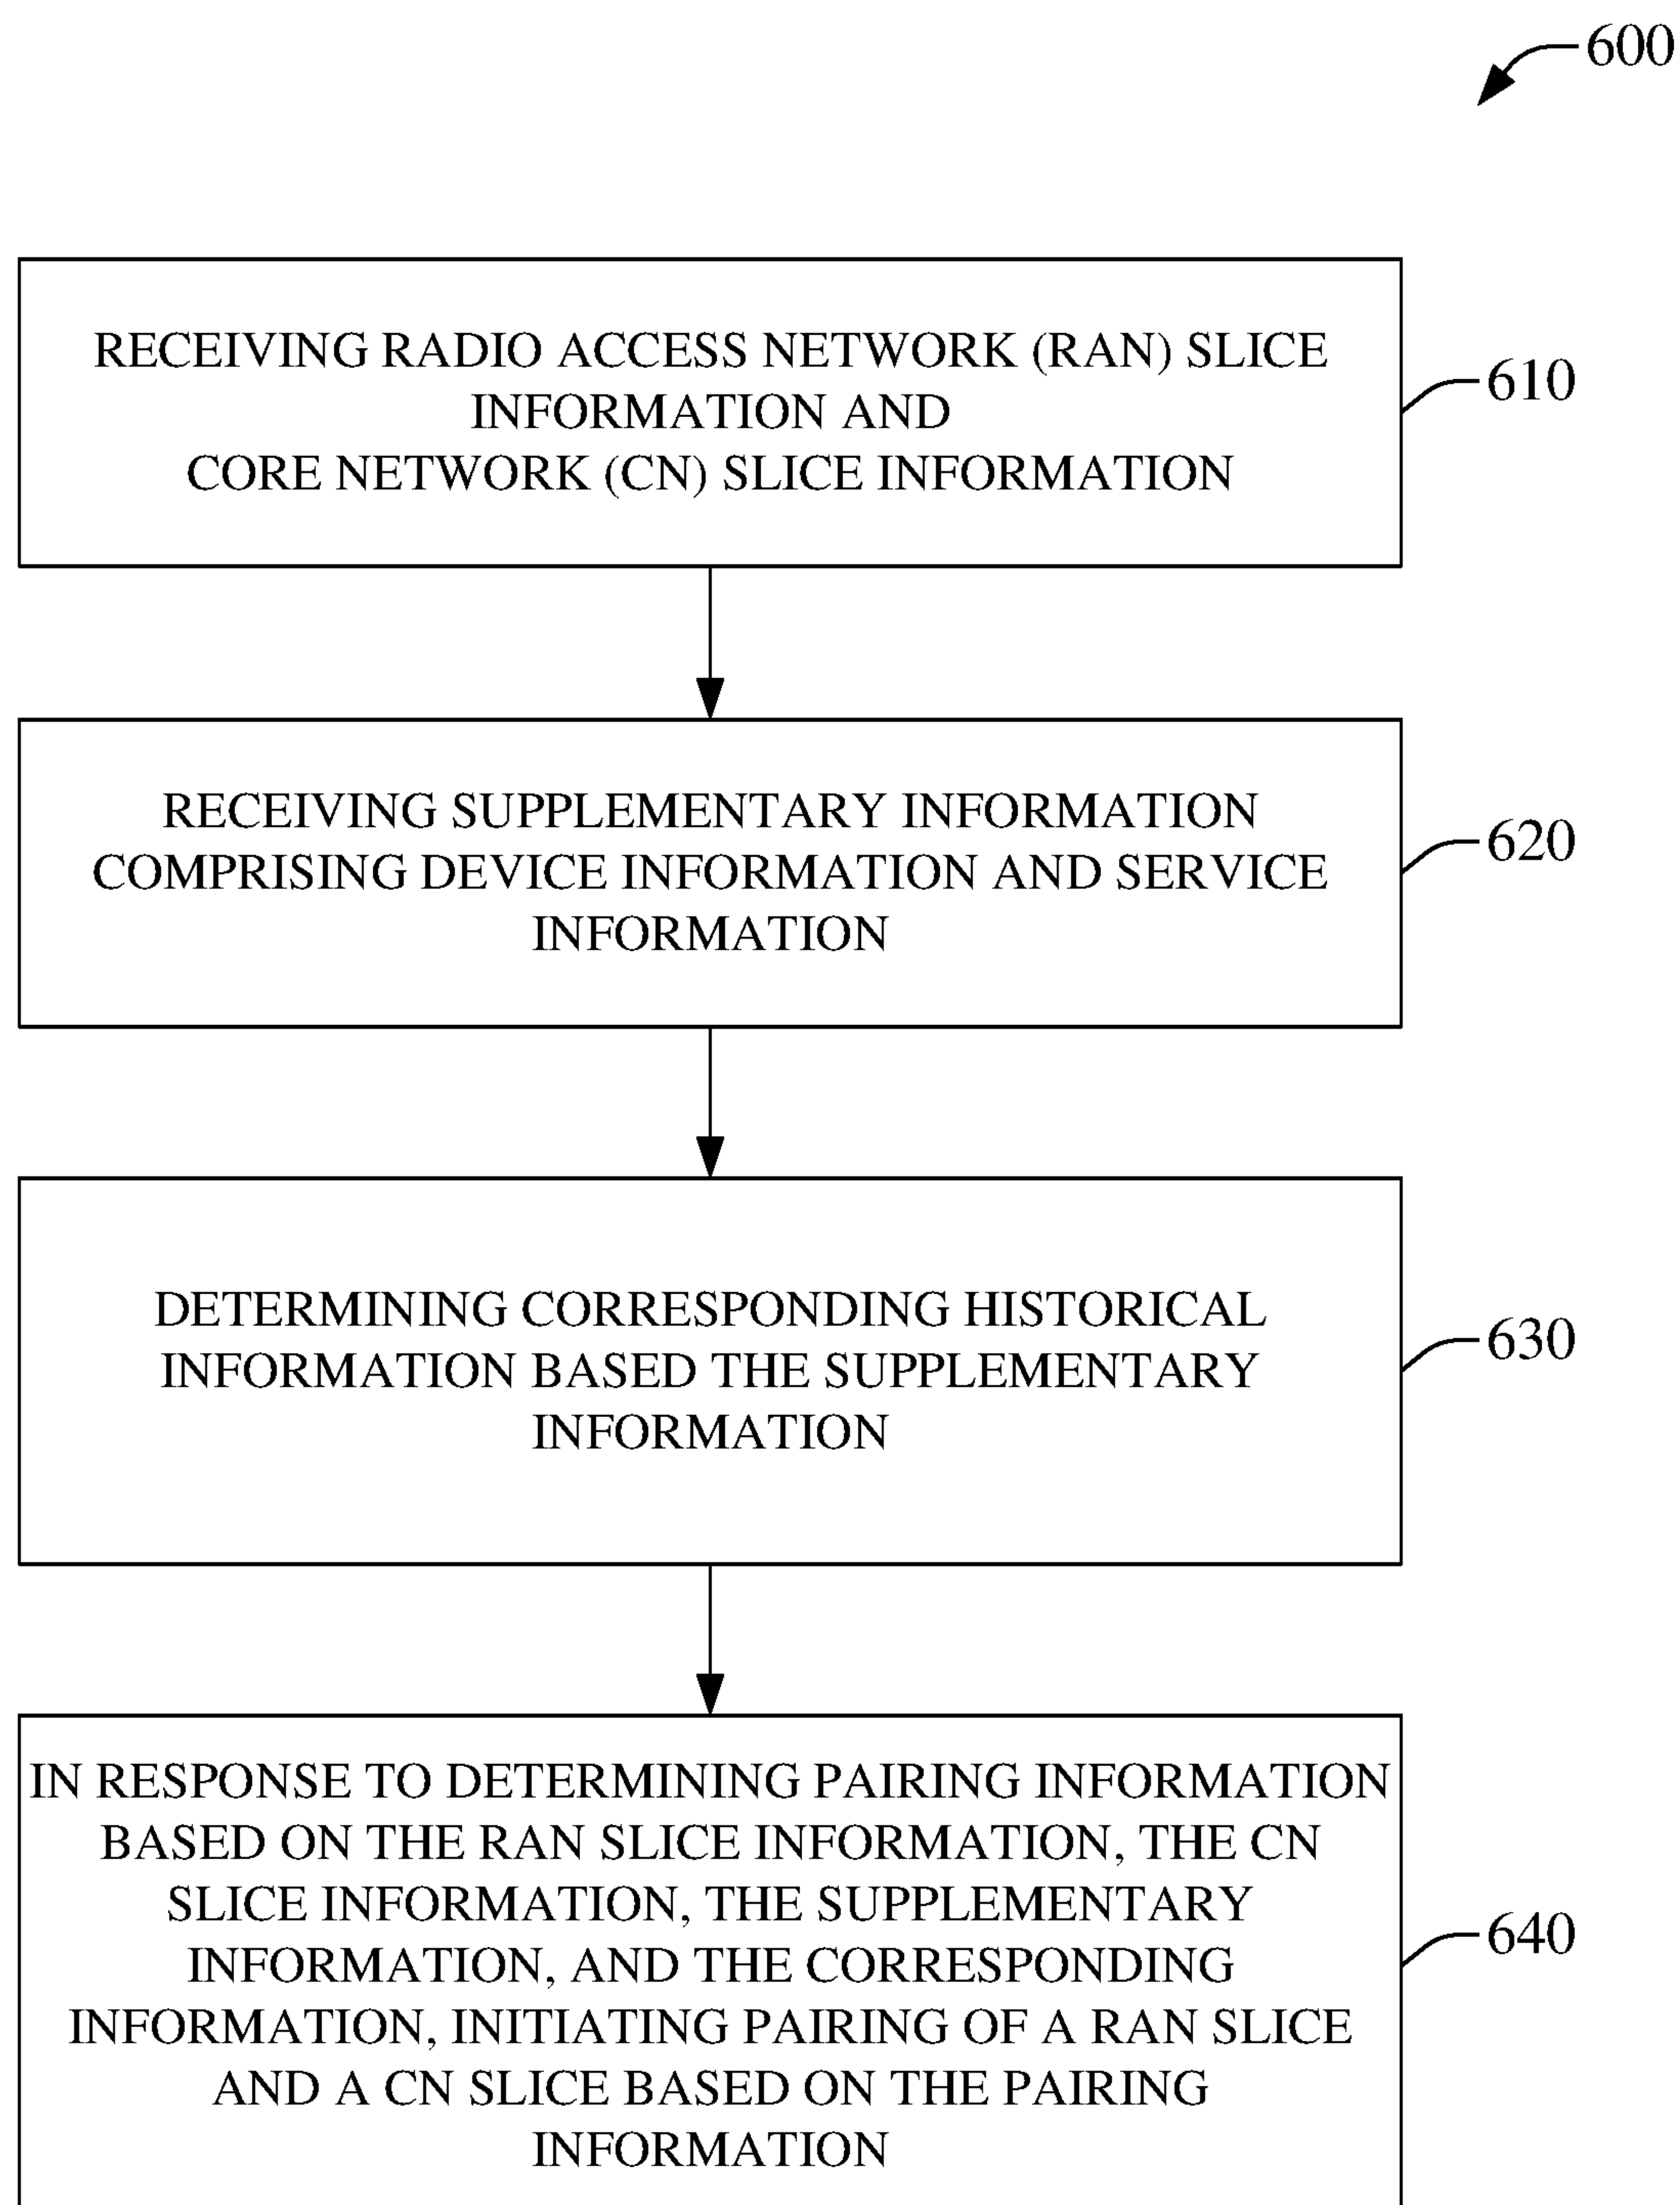 600
RECEIVING RADIO ACCESS NETWORK (RAN) SLICE
INFORMATION AND
CORE NETWORK (CN) SLICE INFORMATION
610
RECEIVING SUPPLEMENTARY INFORMATION
COMPRISING DEVICE INFORMATION AND SERVICE
INFORMATION
620
DETERMINING CORRESPONDING HISTORICAL
INFORMATION BASED THE SUPPLEMENTARY
INFORMATION
630
IN RESPONSE TO DETERMINING PAIRING INFORMATION
BASED ON THE RAN SLICE INFORMATION, THE CN
SLICE INFORMATION, THE SUPPLEMENTARY
INFORMATION, AND THE CORRESPONDING
INFORMATION, INITIATING PAIRING OF A RAN SLICE
AND A CN SLICE BASED ON THE PAIRING
INFORMATION
640